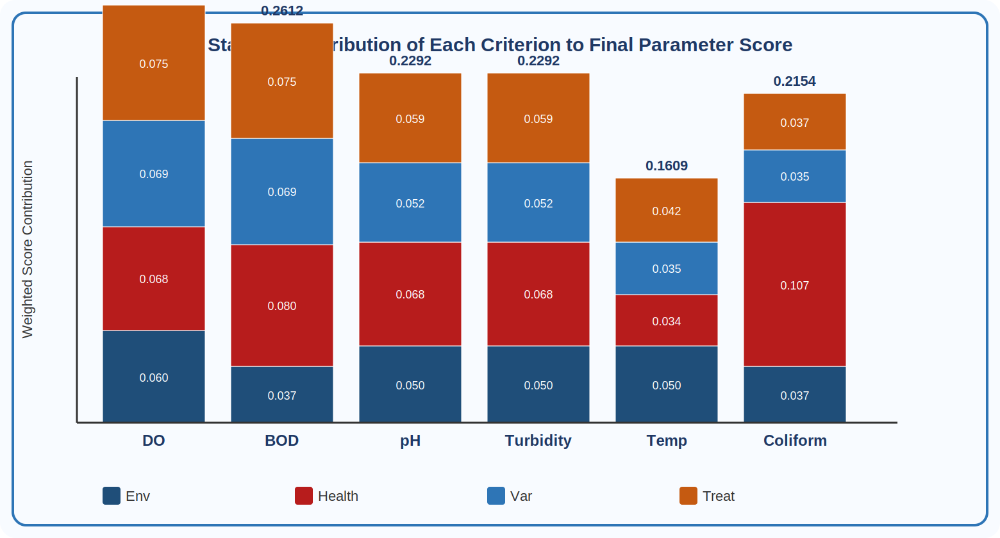 0.2612
Sta ribution of Each Criterion to Final Parameter Score
0.2292 0.2292
0.2154
0.1609
Weighted Score Contribution
0.075 0.075 0.059 0.059 0.042 0.037
0.069 0.069 0.052 0.052 0.035 0.035
0.068 0.080 0.068 0.068 0.034 0.107
0.060 0.037 0.050 0.050 0.050 0.037
DO BOD pH Turbidity Temp Coliform
Env Health Var Treat